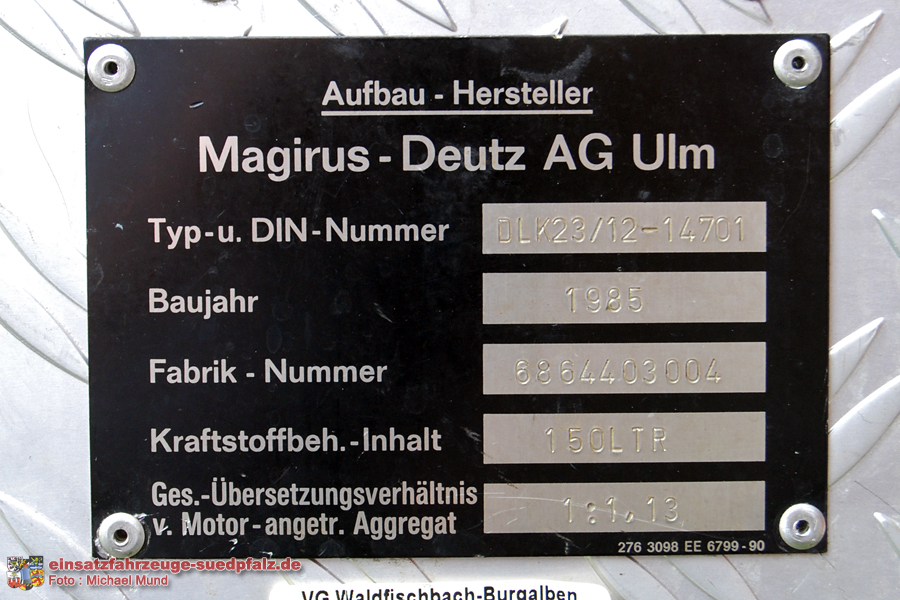 Aufbau - Hersteller
Magirus - Deutz AG Ulm
Typ-u. DIN-Nummer DLK23/12-14701
Baujahr 1985
Fabrik - Nummer 6864403004
Kraftstoffbeh.-Inhalt 150LTR
Ges.-Übersetzungsverhältnis
v. Motor-angetr. Aggregat 1:1,13
276 3098 EE 6799-90
einsatzfahrzeuge-suedpfalz.de
Foto : Michael Mund
VG Waldfischbach-Burgalben